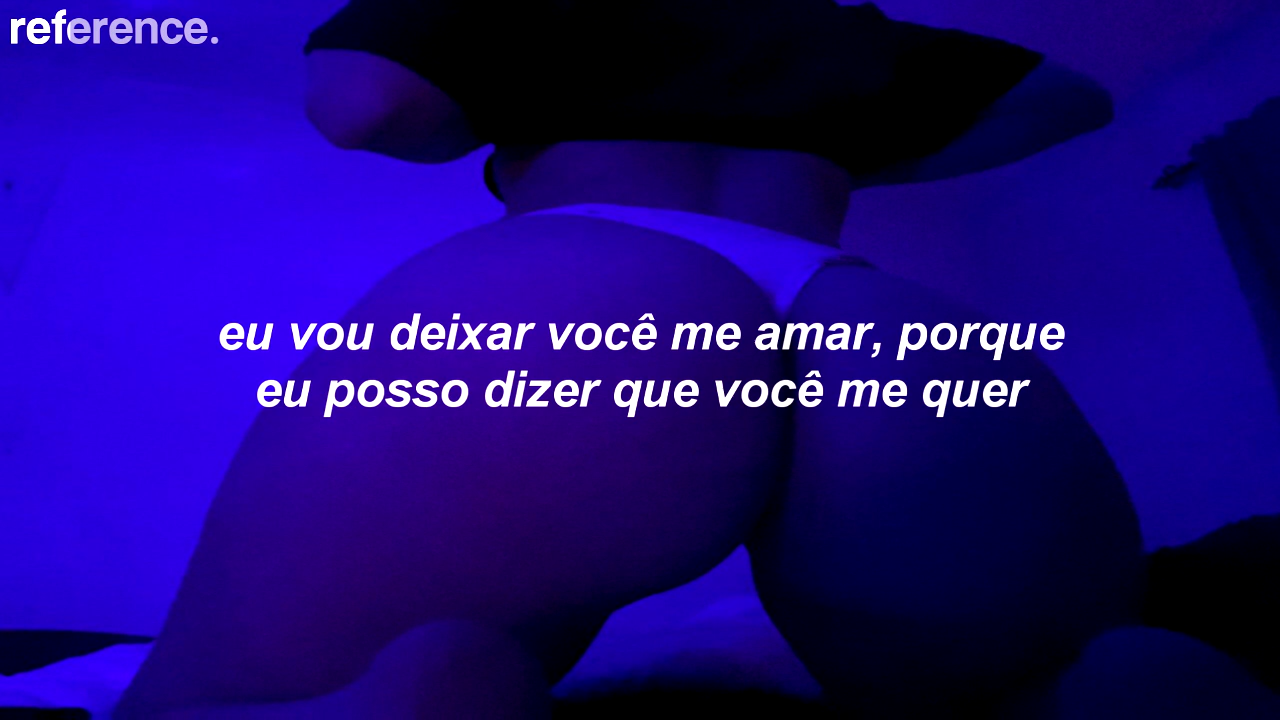 reference.
eu vou deixar você me amar, porque
eu posso dizer que você me quer